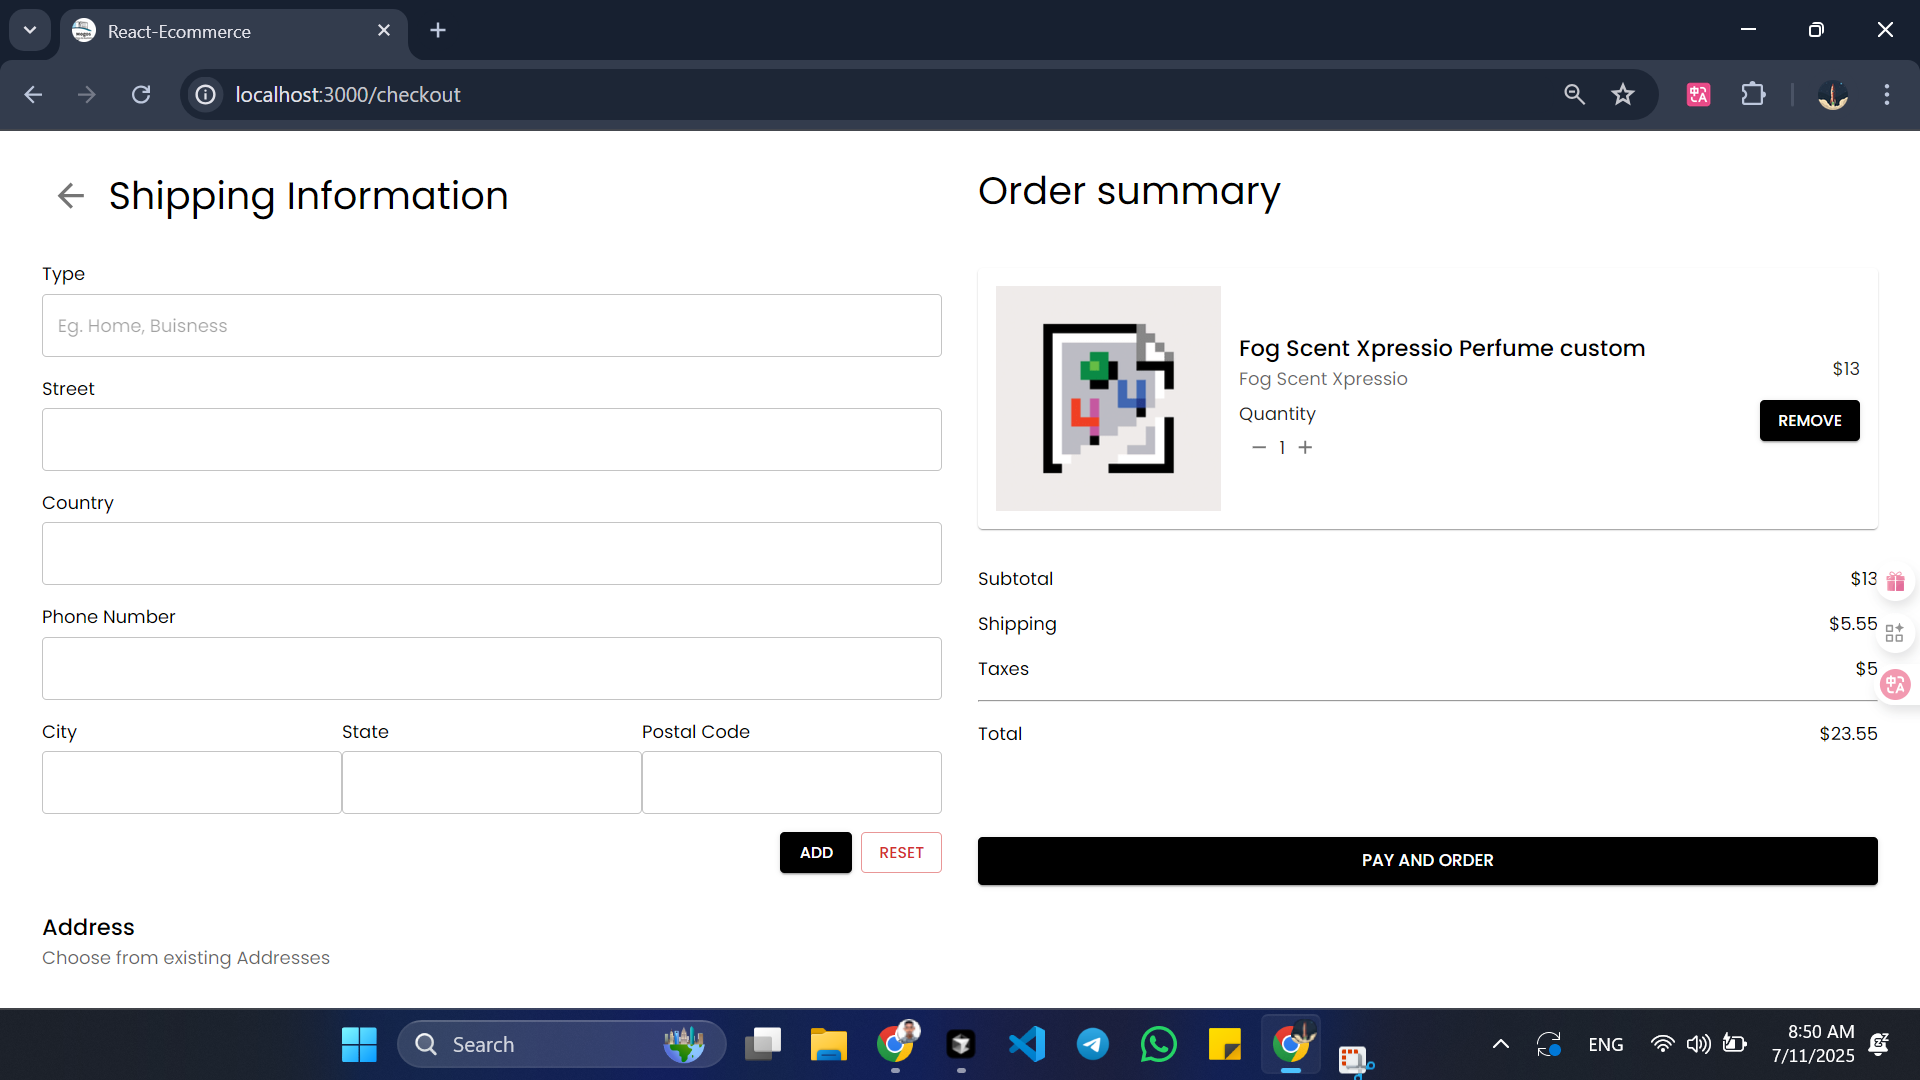 React-Ecommerce
localhost:3000/checkout
Shipping Information
Type
Eg. Home, Buisness
Street
Country
Phone Number
City State Postal Code
ADD RESET
Address
Choose from existing Addresses
Order summary
44
Fog Scent Xpressio Perfume custom
Fog Scent Xpressio
Quantity
1
$13
REMOVE
Subtotal $13
Shipping $5.55
Taxes $5
Total $23.55
PAY AND ORDER
Search
ENG
8:50 AM
7/11/2025